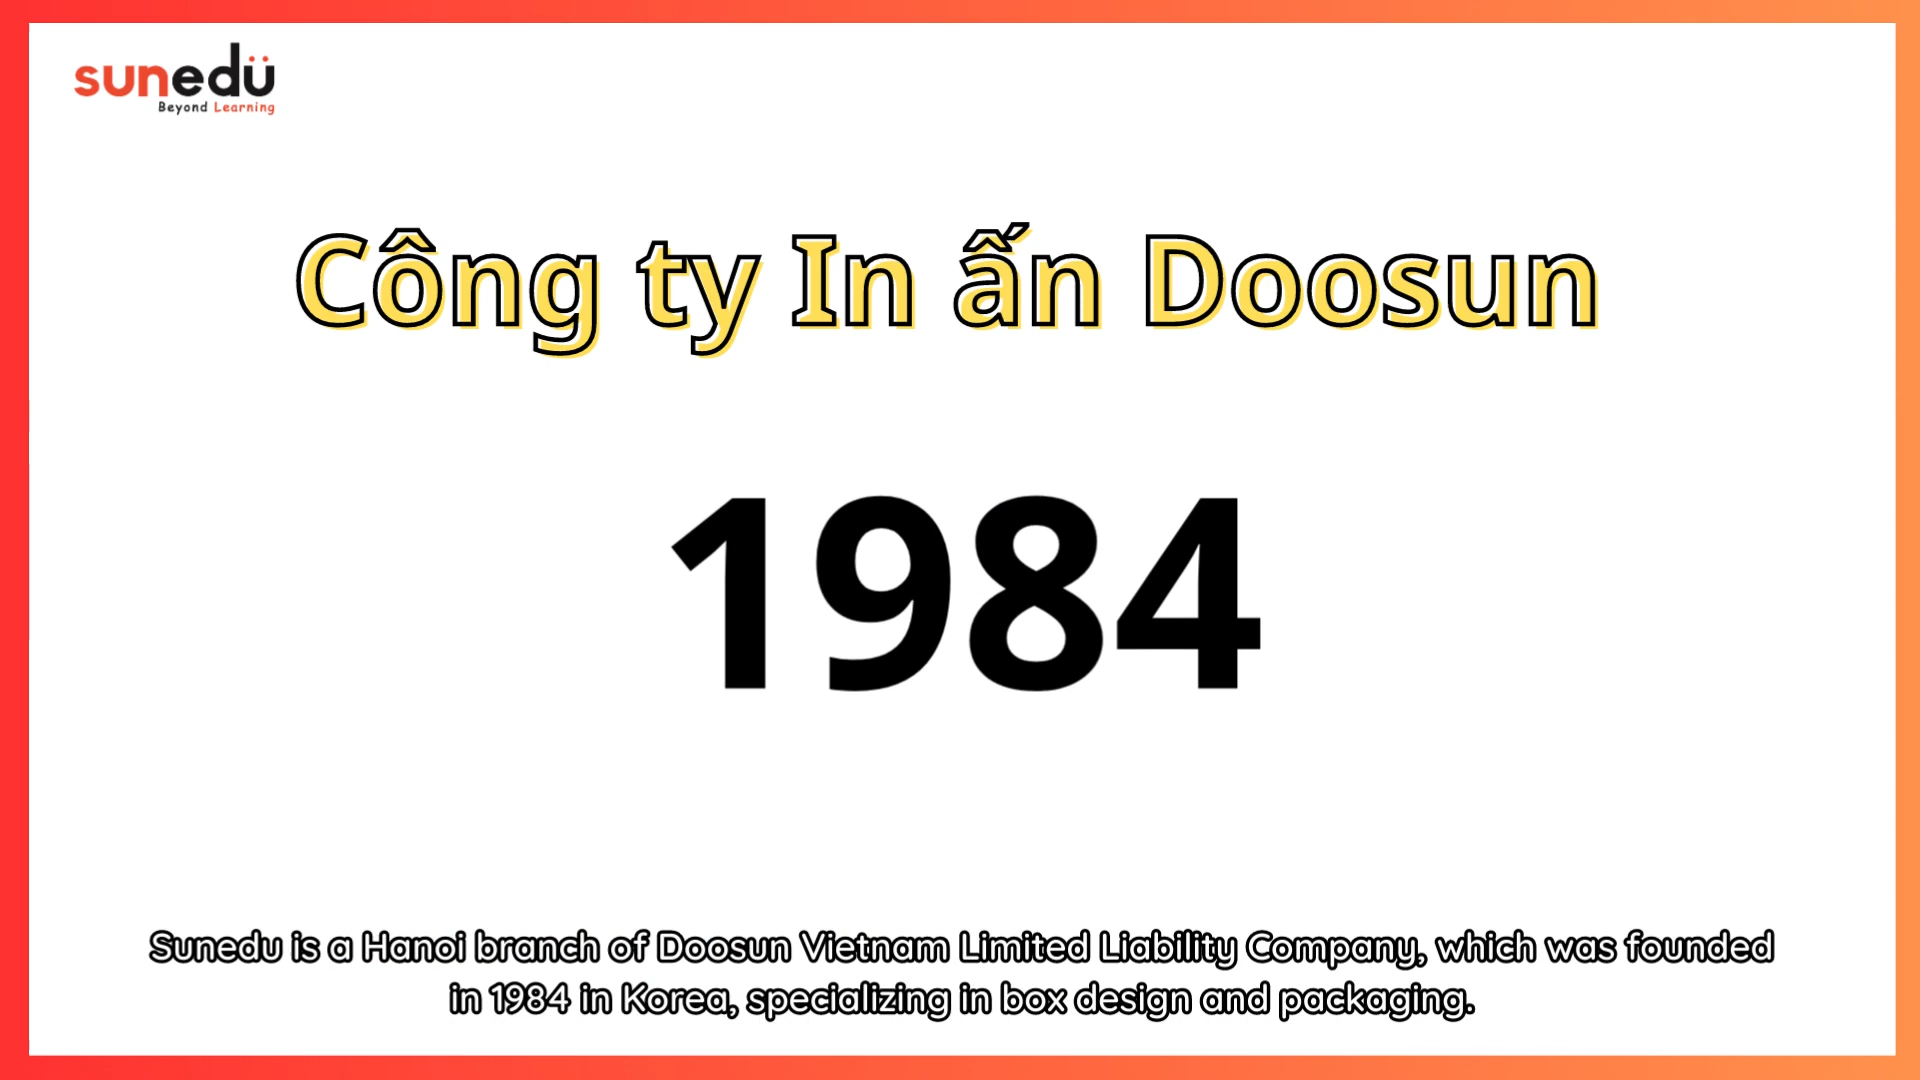 sunedü
Beyond Learning
Công ty In ấn Doosun
1984
Sunedu is a Hanoi branch of Doosun Vietnam Limited Liability Company, which was founded
in 1984 in Korea, specializing in box design and packaging.